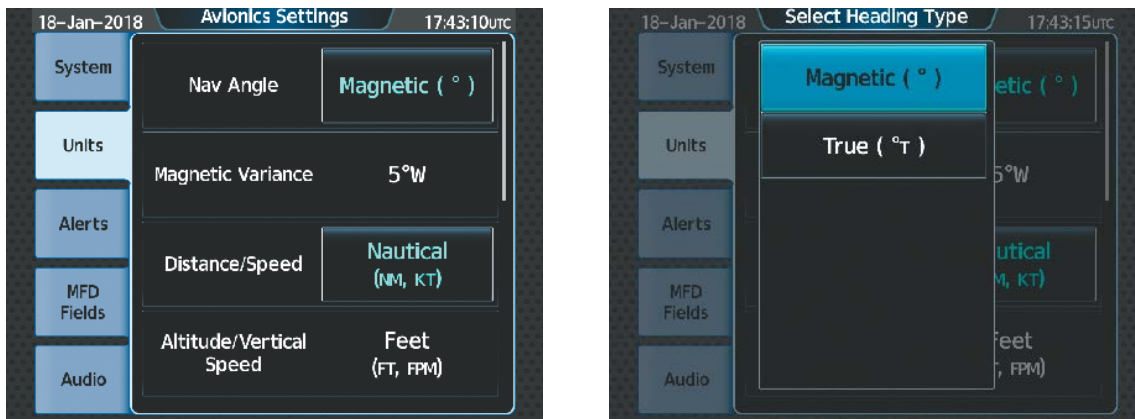 18-Jan-2018 Avionics Settings 17:43:10UTC
System
Nav Angle
Magnetic ( ° )
Units
Magnetic Variance
5°W
Alerts
Distance/Speed
Nautical
(NM, KT)
MFD
Fields
Altitude/Vertical
Speed
Feet
(FT, FPM)
Audio
18-Jan-2018 Select Heading Type 17:43:15UTC
System
Magnetic ( ° )
etic ( ° )
Units
True ( °T )
5°W
Alerts
utical
M, KT)
MFD
Fields
Feet
, FPM)
Audio